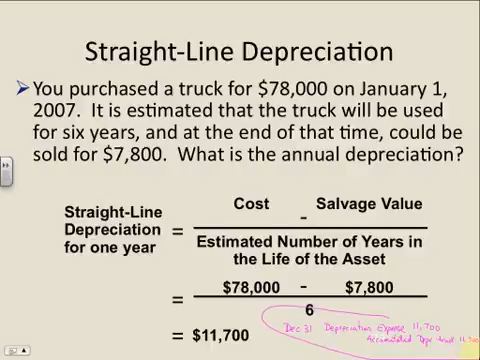 Straight-Line Depreciation
You purchased a truck for $78,000 on January 1,
2007. It is estimated that the truck will be used
for six years, and at the end of that time, could be
sold for $7,800. What is the annual depreciation?
Straight-Line
Depreciation
for one year
=
Cost - Salvage Value
Estimated Number of Years in
the Life of the Asset
= $78,000 - $7,800
6
= $11,700
Dec 31 Depreciation Expense 11,700
Accumulated Depr truck 11,700